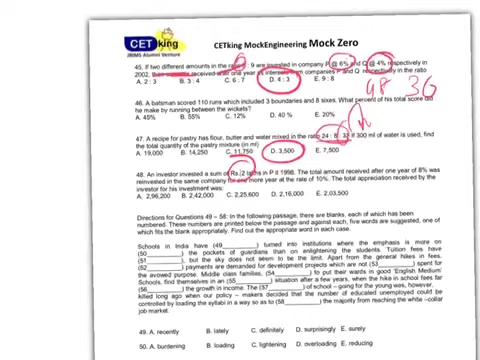 CETking
JBIMS Alumni Venture
CETking MockEngineering Mock Zero
45. If two different amounts in the ratio 8 : 9 are invested in company P @ 6% and Q @ 4% respectively in
2002, received after one year as interests from companies P and Q respectively in the ratio
A. 2 : 3 B. 3 : 4 C. 6 : 7 D. 4 : 3 E. 9 : 8
48 36
46. A batsman scored 110 runs which included 3 boundaries and 8 sixes. What percent of his total score did
he make by running between the wickets?
A. 45% B. 55% C. 12% D. 40 % E. 20%
47. A recipe for pastry has flour, butter and water mixed in the ratio 24 : 8 : 3. If 300 ml of water is used, find
the total quantity of the pastry mixture (in ml)
A. 19,000 B. 14,250 C. 11,750 D. 3,500 E. 7,500
48. An investor invested a sum of Rs. 2 lakhs in P II 1998. The total amount received after one year of 8% was
reinvested in the same company for one more year at the rate of 10%. The total appreciation received by the
investor for his investment was:
A. 2,96,200 B. 2,42,000 C. 2,25,600 D. 2,16,000 E. 2,03,500
Directions for Questions 49 – 58: In the following passage, there are blanks, each of which has been
numbered. These numbers are printed below the passage and against each, five words are suggested, one of
which fits the blank appropriately. Find out the appropriate word in each case.
Schools in India have (49_______) turned into institutions where the emphasis is more on
(50_______) the pockets of guardians than on enlightening the students. Tuition fees have
(51_______), but the sky does not seem to be the limit. Apart from the general hikes in fees.
(52_______) payments are demanded for development projects which are not (53_______) spent for
the avowed purpose. Middle class families, (54_______) to put their wards in good 'English Medium'
Schools, find themselves in an (55_______) situation after a few years, when the hike in school fees far
(56_______) the growth in income. The (57_______) of school – going for the young was, however,
killed long ago when our policy – makers decided that the number of educated employed could be
controlled by loading the syllabi in a way so as to (58_______) the majority from reaching the white –collar
job market.
49. A. recently B. lately C. definitely D. surprisingly E. surely
50. A. burdening B. loading C. lightening D. overloading E. reducing